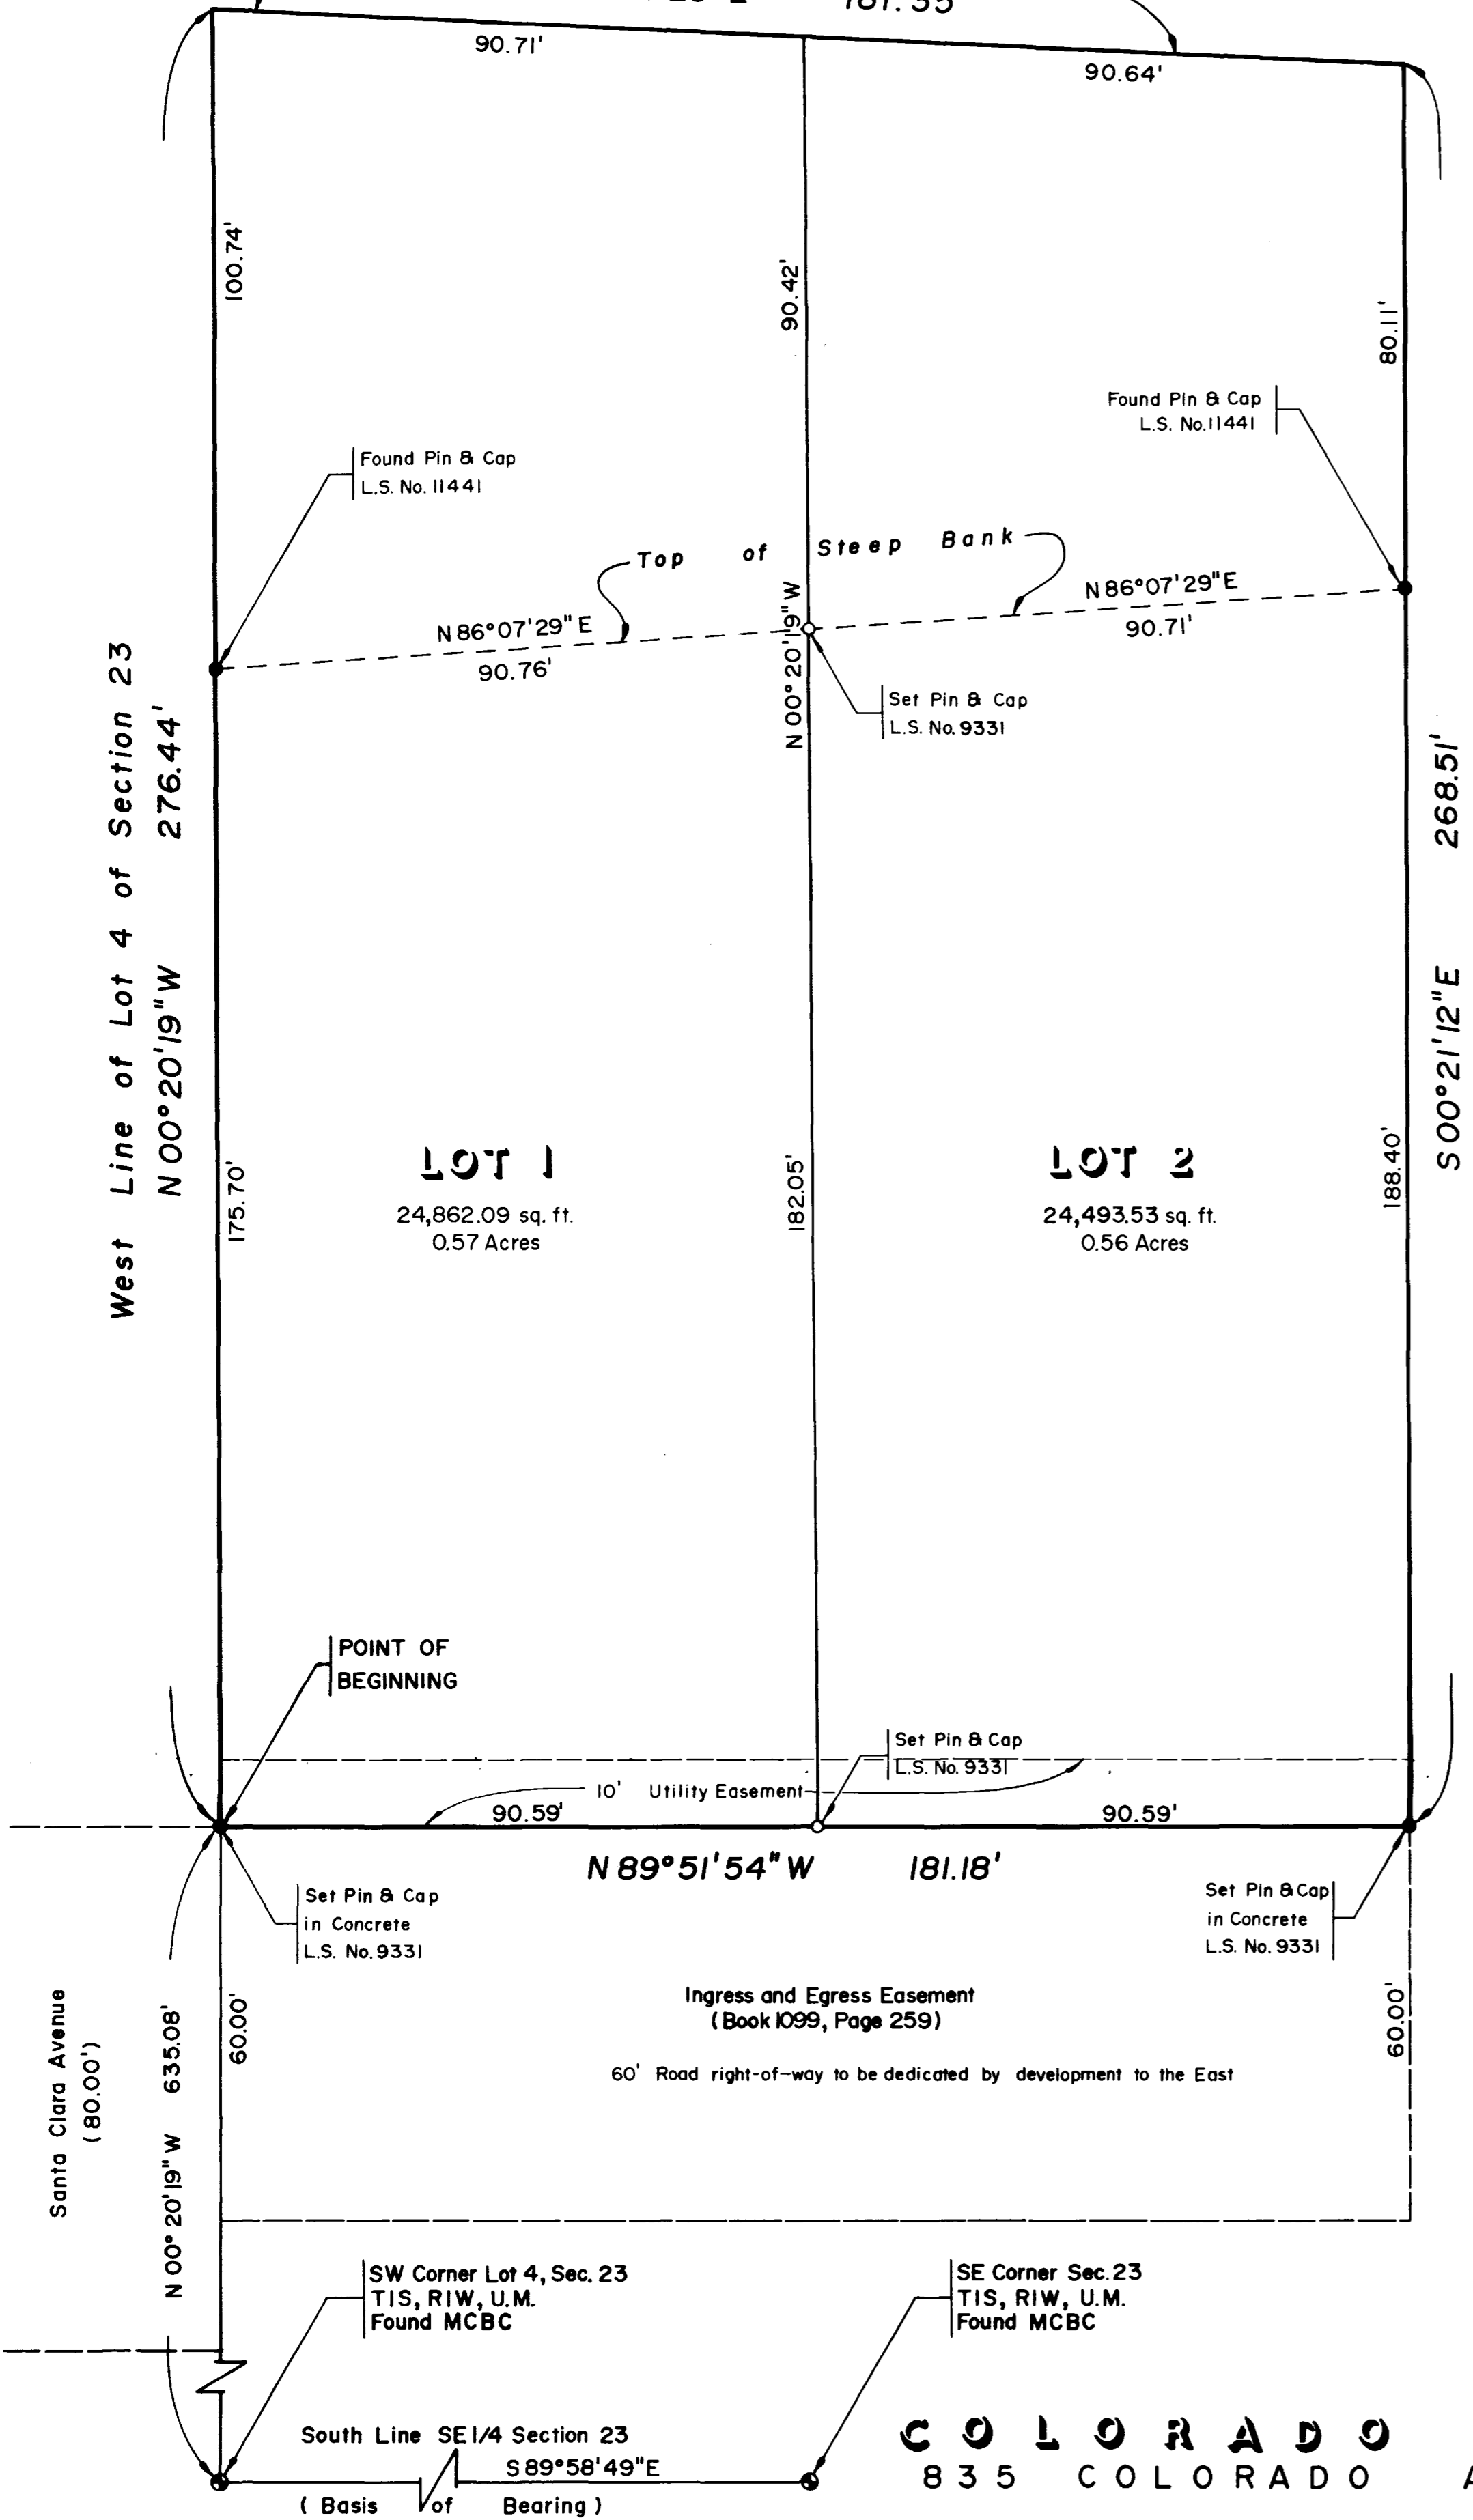 181.35
90.71'
90.64'
100.74'
90.42'
80.11'
Found Pin & Cap
L.S. No. 11441
Found Pin & Cap
L.S. No. 11441
Top of Steep Bank
N 86°07'29" E
90.76'
N 86°07'29" E
90.71'
N 00°20'19" W
Set Pin & Cap
L.S. No. 9331
West Line of Lot 4 of Section 23
N 00°20'19" W 276.44'
S 00°21'12" E 268.51'
175.70'
LOT 1
24,862.09 sq. ft.
0.57 Acres
182.05'
LOT 2
24,493.53 sq. ft.
0.56 Acres
188.40'
POINT OF
BEGINNING
Set Pin & Cap
L.S. No. 9331
10' Utility Easement
90.59'
90.59'
N 89°51'54" W 181.18'
Set Pin & Cap
in Concrete
L.S. No. 9331
Set Pin & Cap
in Concrete
L.S. No. 9331
Ingress and Egress Easement
(Book 1099, Page 259)
60' Road right-of-way to be dedicated by development to the East
60.00'
60.00'
Santa Clara Avenue
(80.00')
N 00°20'19" W 635.08'
SW Corner Lot 4, Sec. 23
T1S, R1W, U.M.
Found MCBC
SE Corner Sec. 23
T1S, R1W, U.M.
Found MCBC
South Line SE 1/4 Section 23
S 89°58'49" E
( Basis of Bearing )
COLORADO
835 COLORADO